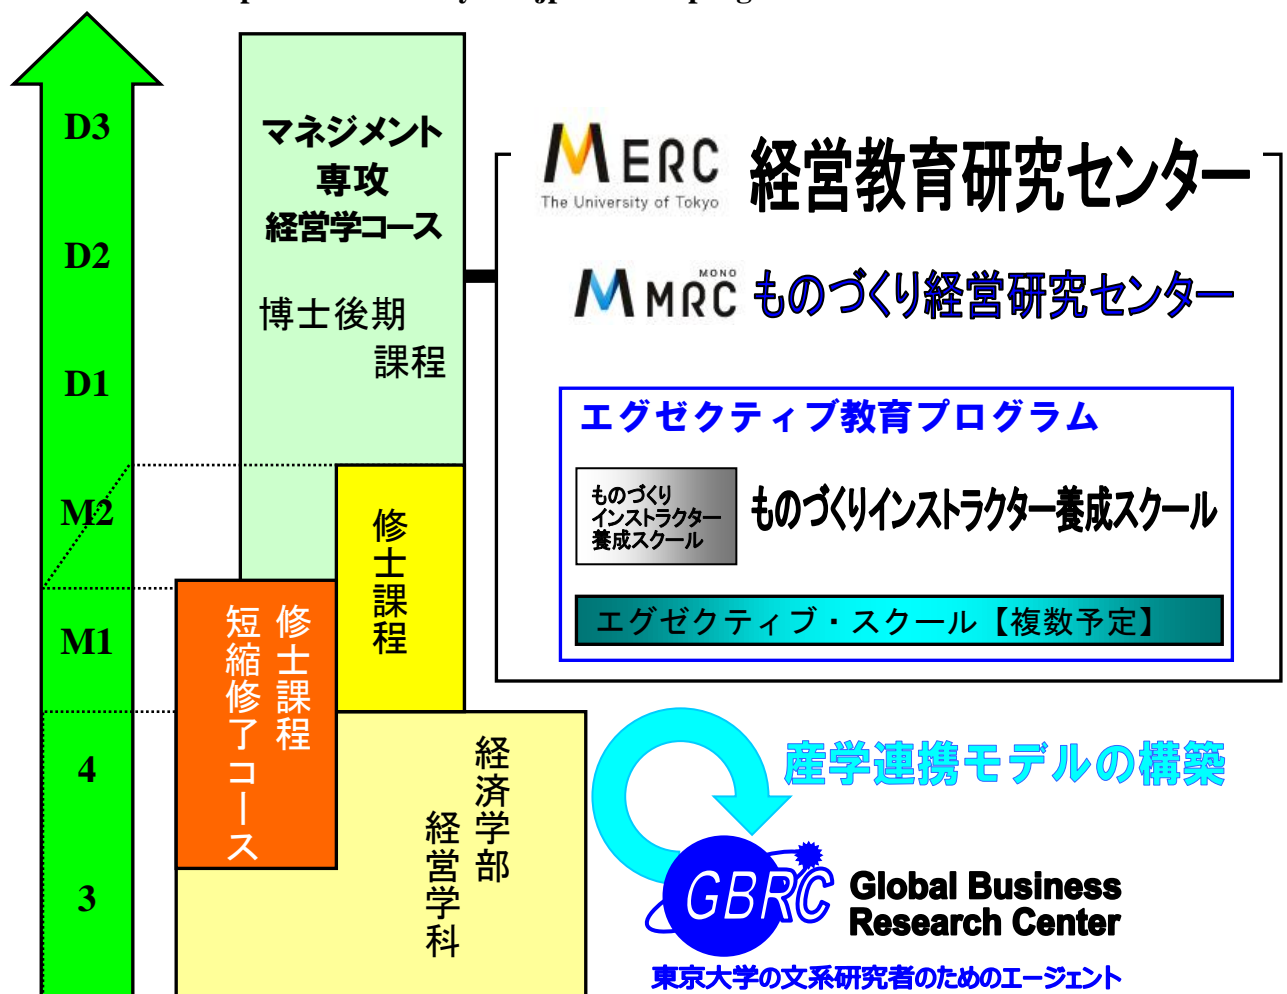 D3
D2
D1
M2
M1
4
3
マネジメント
専攻
経営学コース
博士後期
課程
修士課程
修士課程
短縮修了コース
経済学部
経営学科
MERC
The University of Tokyo
経営教育研究センター
MONO
MMRC
ものづくり経営研究センター
エグゼクティブ教育プログラム
ものづくり
インストラクター
養成スクール
ものづくりインストラクター養成スクール
エグゼクティブ・スクール【複数予定】
産学連携モデルの構築
GBRC
Global Business
Research Center
東京大学の文系研究者のためのエージェント